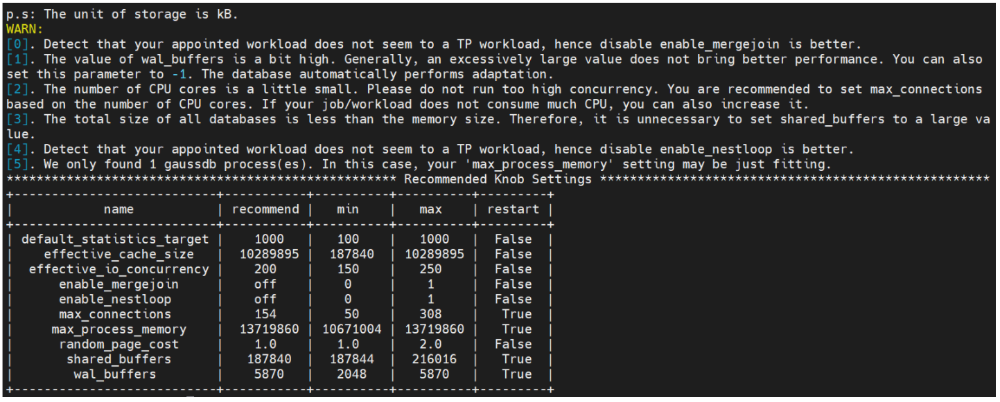 p.s: The unit of storage is kB.
WARN:
[0]. Detect that your appointed workload does not seem to a TP workload, hence disable enable_mergejoin is better.
[1]. The value of wal_buffers is a bit high. Generally, an excessively large value does not bring better performance. You can also
set this parameter to -1. The database automatically performs adaptation.
[2]. The number of CPU cores is a little small. Please do not run too high concurrency. You are recommended to set max_connections
based on the number of CPU cores. If your job/workload does not consume much CPU, you can also increase it.
[3]. The total size of all databases is less than the memory size. Therefore, it is unnecessary to set shared_buffers to a large va
lue.
[4]. Detect that your appointed workload does not seem to a TP workload, hence disable enable_nestloop is better.
[5]. We only found 1 gaussdb process(es). In this case, your 'max_process_memory' setting may be just fitting.
**************************************************** Recommended Knob Settings ****************************************************
+---------------------------+-----------+----------+----------+---------+
| name | recommend | min | max | restart |
+---------------------------+-----------+----------+----------+---------+
| default_statistics_target | 1000 | 100 | 1000 | False |
| effective_cache_size | 10289895 | 187840 | 10289895 | False |
| effective_io_concurrency | 200 | 150 | 250 | False |
| enable_mergejoin | off | 0 | 1 | False |
| enable_nestloop | off | 0 | 1 | False |
| max_connections | 154 | 50 | 308 | True |
| max_process_memory | 13719860 | 10671004 | 13719860 | True |
| random_page_cost | 1.0 | 1.0 | 2.0 | False |
| shared_buffers | 187840 | 187844 | 216016 | True |
| wal_buffers | 5870 | 2048 | 5870 | True |
+---------------------------+-----------+----------+----------+---------+